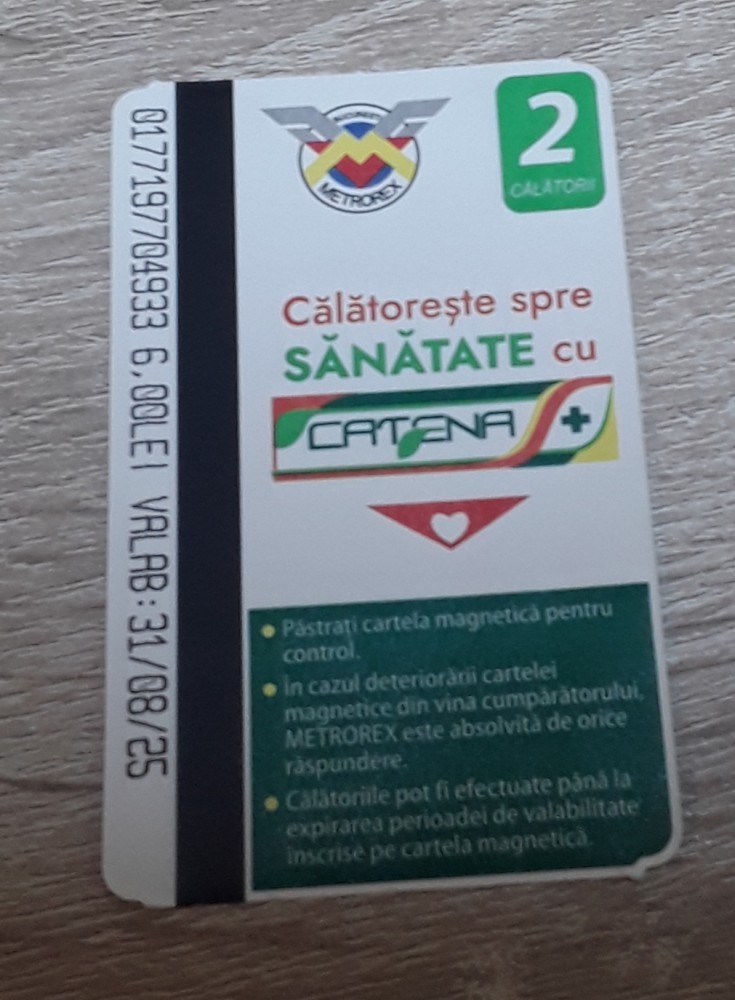 0177197704933 6,00LEI VALAB:31/08/25
BUCUREŞTI
METROREX
2
CĂLĂTORII
Călătorește spre
SĂNĂTATE cu
CATENA
Păstrați cartela magnetică pentru
control.
În cazul deteriorării cartelei
magnetice din vina cumpărătorului,
METROREX este absolvită de orice
răspundere.
Călătoriile pot fi efectuate până la
expirarea perioadei de valabilitate
înscrise pe cartela magnetică.